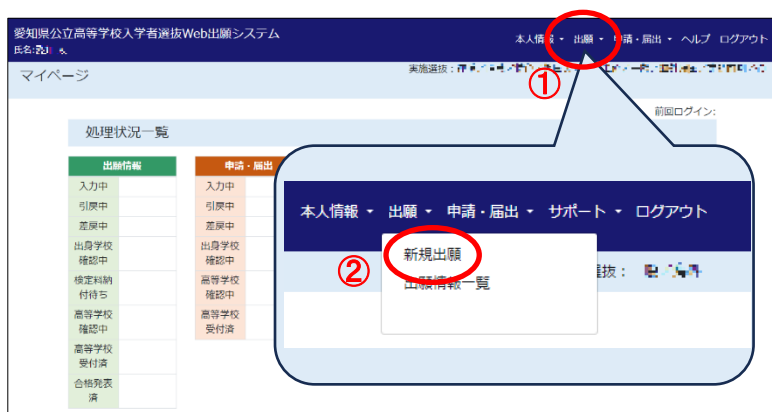 愛知県公立高等学校入学者選抜Web出願システム
氏名:
本人情報 出願 申請・届出 ヘルプ ログアウト
マイページ
実施選抜:
①
前回ログイン:
処理状況一覧
出願情報
入力中
引戻中
差戻中
出身学校
確認中
検定料納
付待ち
高等学校
確認中
高等学校
受付済
合格発表
済
申請・届出
入力中
引戻中
差戻中
出身学校
確認中
高等学校
確認中
高等学校
受付済
本人情報 出願 申請・届出 サポート ログアウト
新規出願
②
選抜:
出願情報一覧